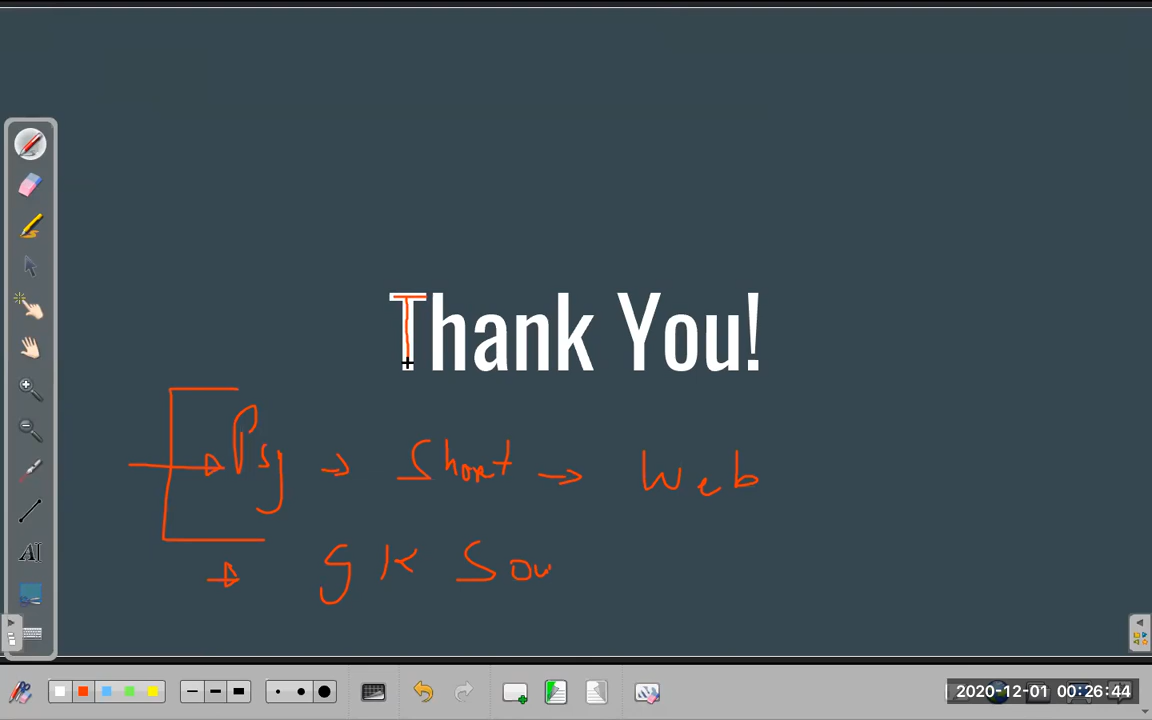 Thank You!
Psy → Short → Web
→ GK Sou
2020-12-01 00:26:44